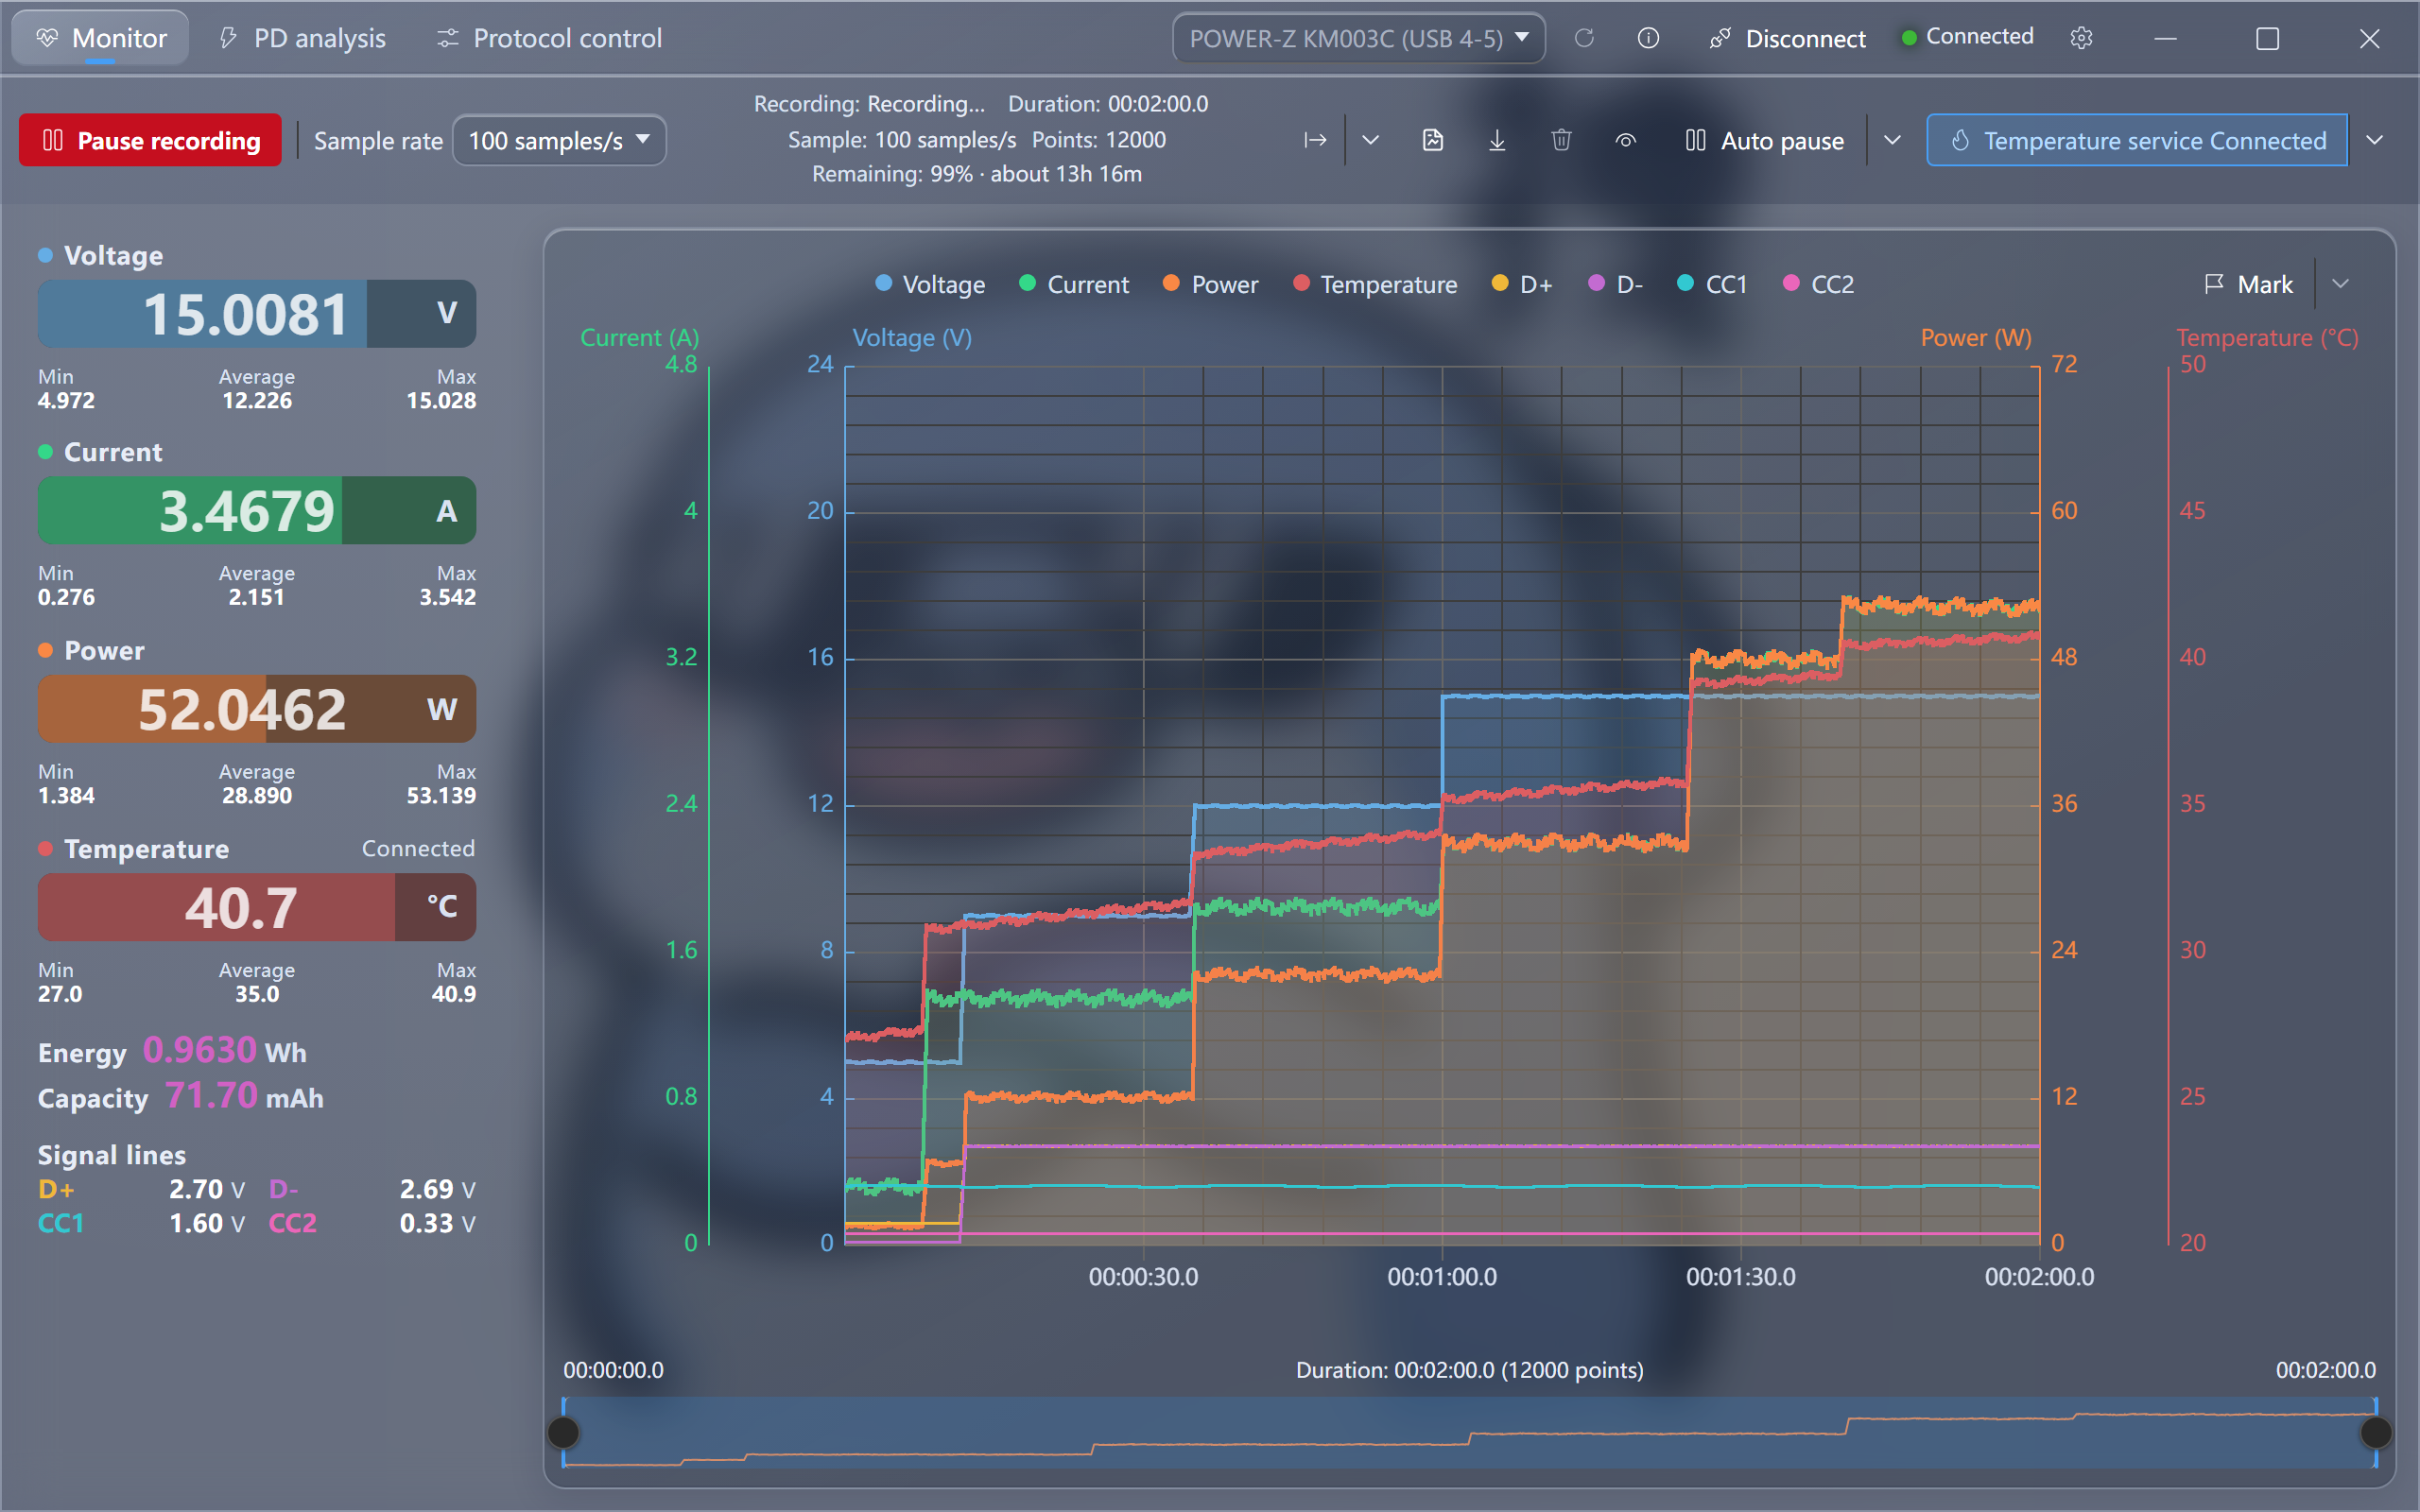 Monitor
PD analysis
Protocol control
POWER-Z KM003C (USB 4-5)
Disconnect
Connected
Pause recording
Sample rate
100 samples/s
Recording: Recording... Duration: 00:02:00.0
Sample: 100 samples/s Points: 12000
Remaining: 99% · about 13h 16m
Auto pause
Temperature service Connected
Voltage
15.0081 V
Min Average Max
4.972 12.226 15.028
Current
3.4679 A
Min Average Max
0.276 2.151 3.542
Power
52.0462 W
Min Average Max
1.384 28.890 53.139
Temperature Connected
40.7 °C
Min Average Max
27.0 35.0 40.9
Energy 0.9630 Wh
Capacity 71.70 mAh
Signal lines
D+ 2.70 V D- 2.69 V
CC1 1.60 V CC2 0.33 V
Voltage Current Power Temperature D+ D- CC1 CC2
Mark
Current (A) Voltage (V) Power (W) Temperature (°C)
4.8 24 72 50
4 20 60 45
3.2 16 48 40
2.4 12 36 35
1.6 8 24 30
0.8 4 12 25
0 0 0 20
00:00:30.0 00:01:00.0 00:01:30.0 00:02:00.0
00:00:00.0 Duration: 00:02:00.0 (12000 points) 00:02:00.0